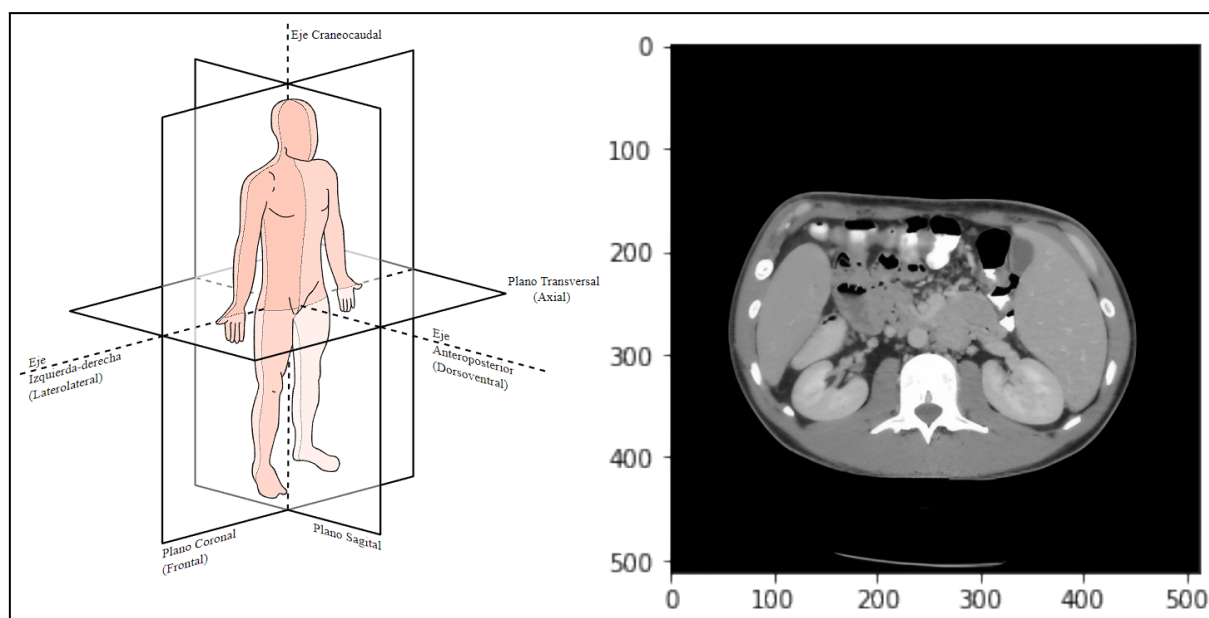 Eje Craneocaudal
Plano Transversal
(Axial)
Eje
Anteroposterior
(Dorsoventral)
Eje
Izquierda-derecha
(Laterolateral)
Plano Coronal
(Frontal)
Plano Sagital
0
100
200
300
400
500
0
100
200
300
400
500